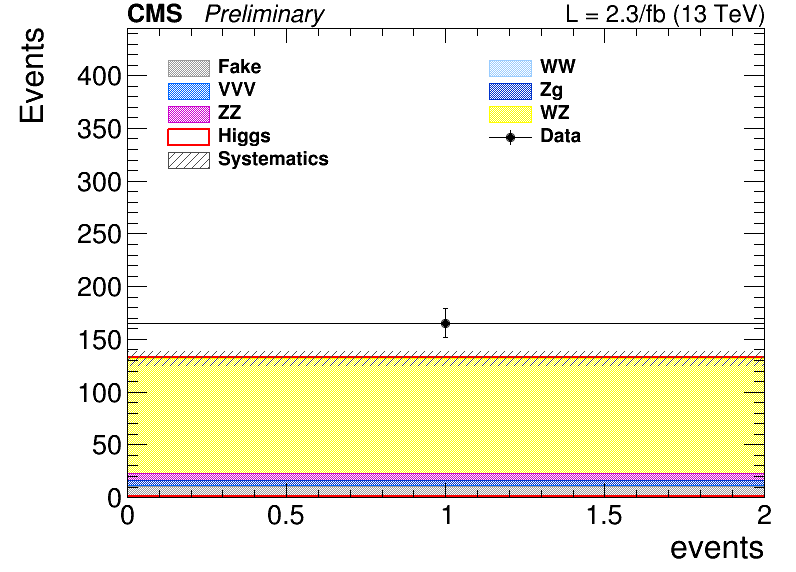 CMS Preliminary L = 2.3/fb (13 TeV)
Events
Fake WW
VVV Zg
ZZ WZ
Higgs Data
Systematics
400
350
300
250
200
150
100
50
0
0 0.5 1 1.5 2
events